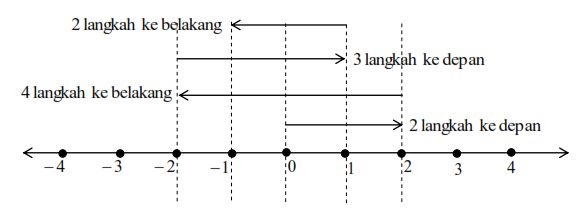 2 langkah ke belakang
3 langkah ke depan
4 langkah ke belakang
2 langkah ke depan
−4 −3 −2 −1 0 1 2 3 4